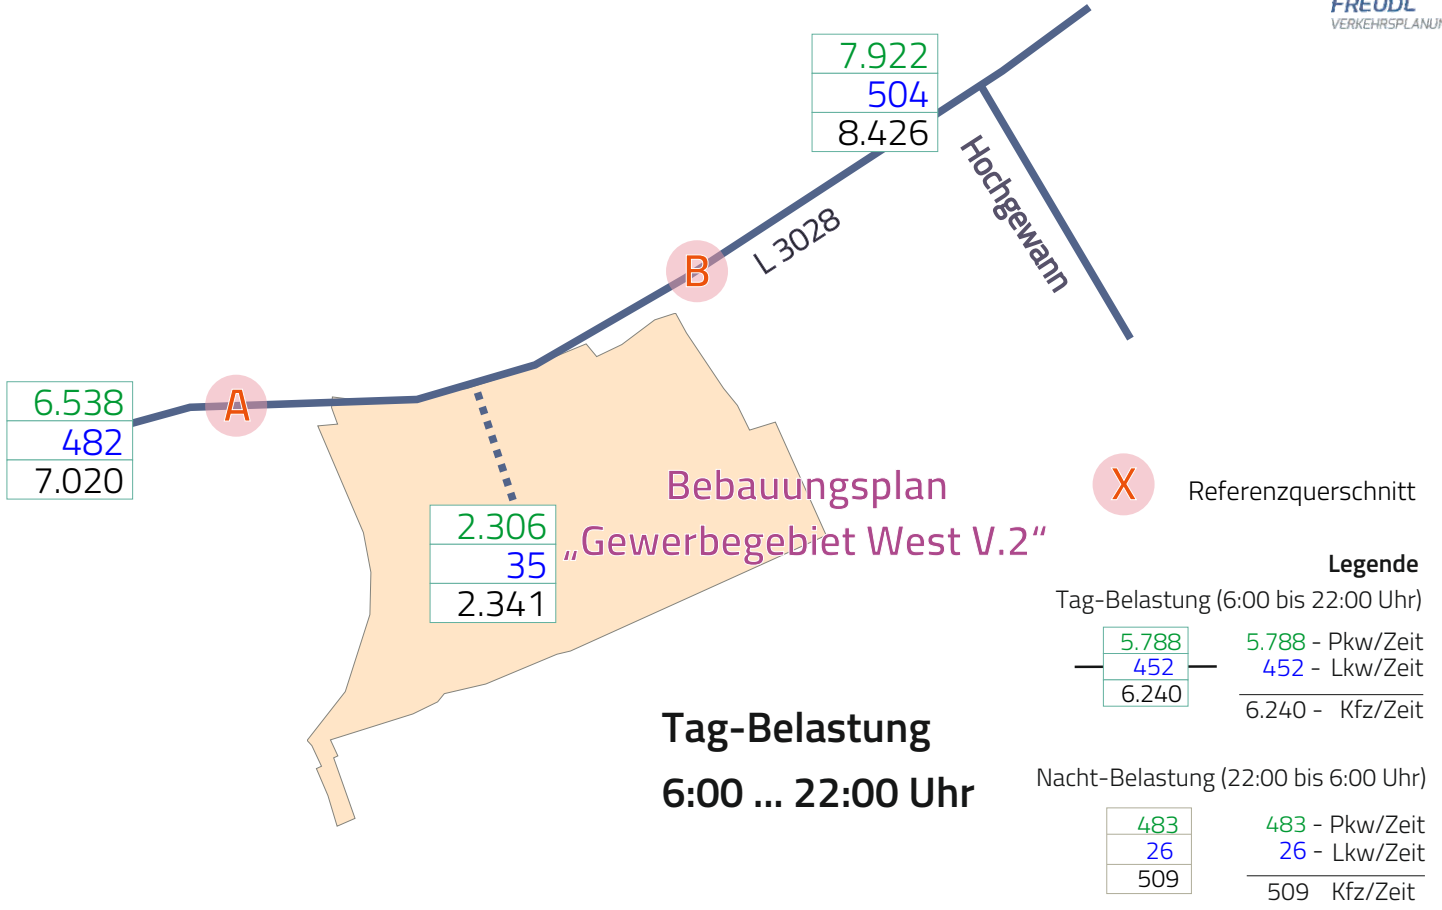 FREUDL
VERKEHRSPLANUN
7.922
504
8.426
Hochgewann
L 3028
B
A
6.538
482
7.020
Bebauungsplan
„Gewerbegebiet West V.2“
2.306
35
2.341
X Referenzquerschnitt
Legende
Tag-Belastung (6:00 bis 22:00 Uhr)
5.788 5.788 - Pkw/Zeit
452 452 - Lkw/Zeit
6.240 6.240 - Kfz/Zeit
Tag-Belastung
6:00 ... 22:00 Uhr
Nacht-Belastung (22:00 bis 6:00 Uhr)
483 483 - Pkw/Zeit
26 26 - Lkw/Zeit
509 509 Kfz/Zeit